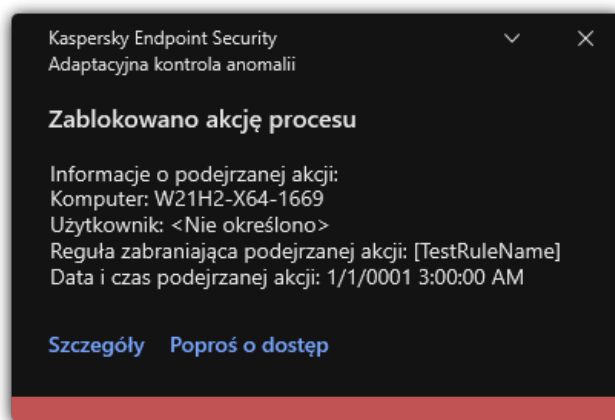 Kaspersky Endpoint Security
Adaptacyjna kontrola anomalii
Zablokowano akcję procesu
Informacje o podejrzanej akcji:
Komputer: W21H2-X64-1669
Użytkownik: <Nie określono>
Reguła zabraniająca podejrzanej akcji: [TestRuleName]
Data i czas podejrzanej akcji: 1/1/0001 3:00:00 AM
Szczegóły Poproś o dostęp